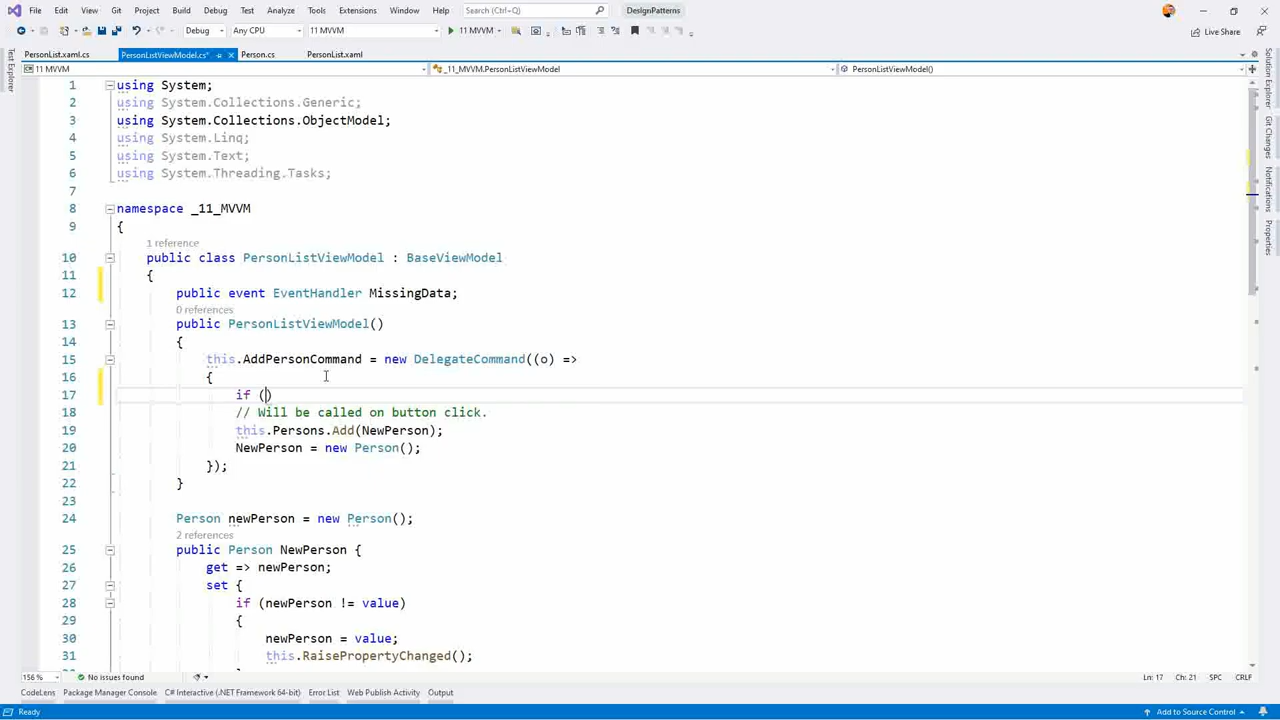 File Edit View Git Project Build Debug Test Analyze Tools Extensions Window Help Search (Ctrl+Q) DesignPatterns
Debug Any CPU 11 MVVM 11 MVVM Live Share
PersonList.xaml.cs PersonListViewModel.cs* Person.cs PersonList.xaml
11 MVVM _11_MVVM.PersonListViewModel PersonListViewModel()
Test Explorer
Solution Explorer
Git Changes
Notifications
Properties
1 using System;
2 using System.Collections.Generic;
3 using System.Collections.ObjectModel;
4 using System.Linq;
5 using System.Text;
6 using System.Threading.Tasks;
7
8 namespace _11_MVVM
9 {
1 reference
10 public class PersonListViewModel : BaseViewModel
11 {
12 public event EventHandler MissingData;
0 references
13 public PersonListViewModel()
14 {
15 this.AddPersonCommand = new DelegateCommand((o) =>
16 {
17 if ()
18 // Will be called on button click.
19 this.Persons.Add(NewPerson);
20 NewPerson = new Person();
21 });
22 }
23
24 Person newPerson = new Person();
2 references
25 public Person NewPerson {
26 get => newPerson;
27 set {
28 if (newPerson != value)
29 {
30 newPerson = value;
31 this.RaisePropertyChanged();
156 % No issues found Ln: 17 Ch: 21 SPC CRLF
CodeLens Package Manager Console C# Interactive (.NET Framework 64-bit) Error List Web Publish Activity Output
Ready Add to Source Control